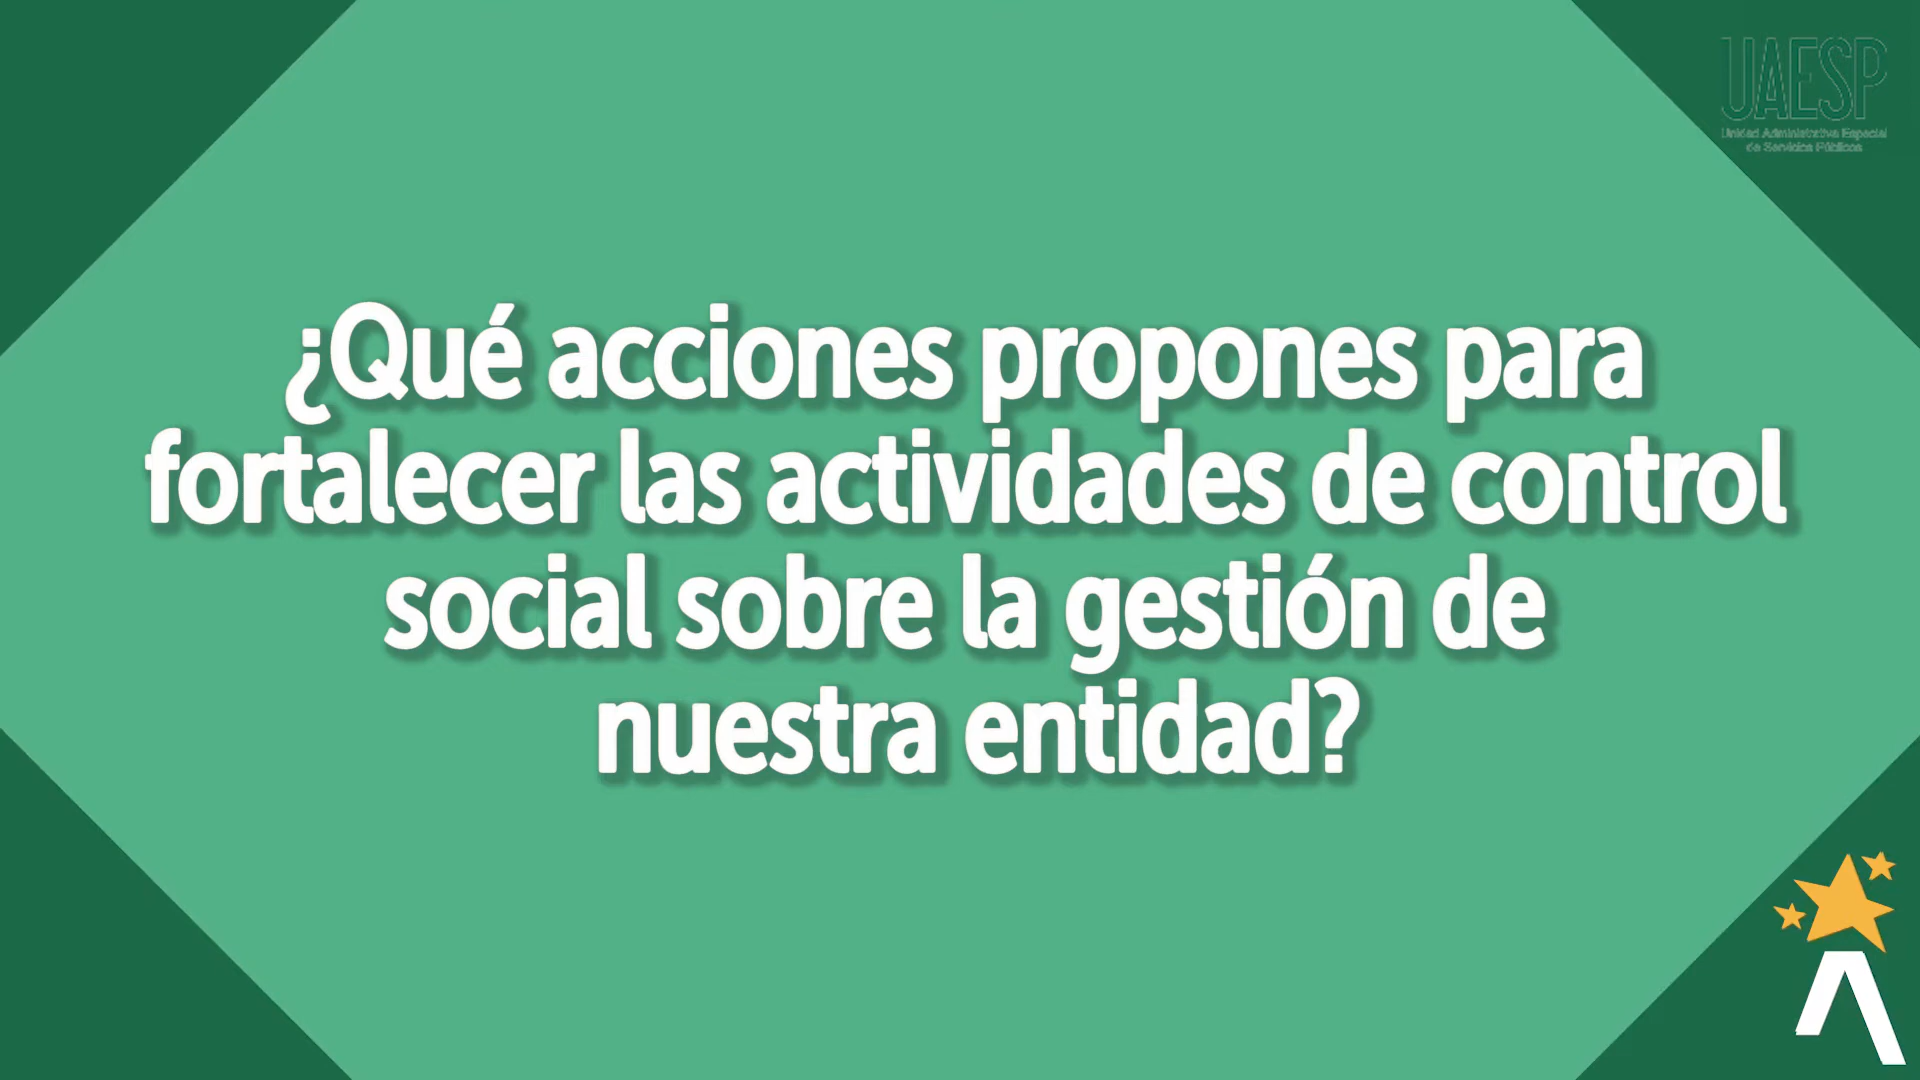 UAESP
Unidad Administrativa Especial
de Servicios Públicos
¿Qué acciones propones para
fortalecer las actividades de control
social sobre la gestión de
nuestra entidad?